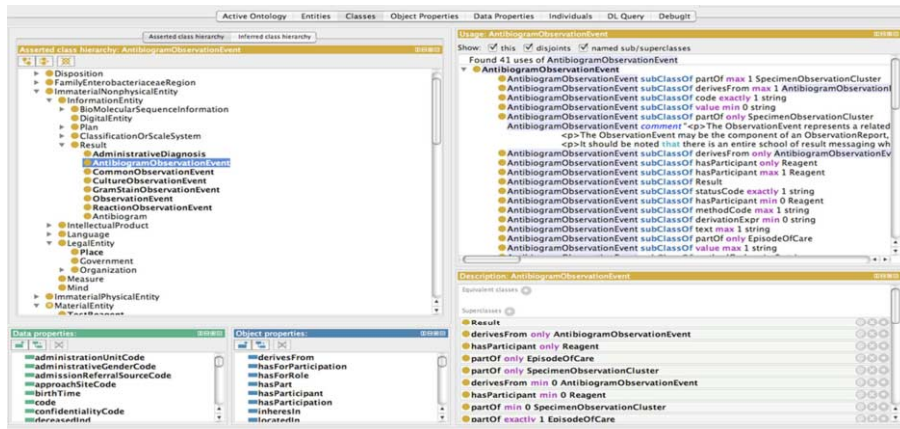 Active Ontology Entities Classes Object Properties Data Properties Individuals DL Query DebugIt
Asserted class hierarchy Inferred class hierarchy
Asserted class hierarchy: AntibiogramObservationEvent
Disposition
FamilyEnterobacteriaceaeRegion
ImmaterialNonphysicalEntity
InformationEntity
BioMolecularSequenceInformation
DigitalEntity
Plan
ClassificationOrScaleSystem
Result
AdministrativeDiagnosis
AntibiogramObservationEvent
CommonObservationEvent
CultureObservationEvent
GramStainObservationEvent
ObservationEvent
ReactionObservationEvent
Antibiogram
IntellectualProduct
Language
LegalEntity
Place
Government
Organization
Measure
Mind
ImmaterialPhysicalEntity
MaterialEntity
TestReagent
Data properties:
administrationUnitCode
administrativeGenderCode
admissionReferralSourceCode
approachSiteCode
birthTime
code
confidentialityCode
deceasedInd
Object properties:
derivesFrom
hasForParticipation
hasForRole
hasPart
hasParticipant
hasParticipation
inheresIn
locatedIn
Usage: AntibiogramObservationEvent
Show: this disjoints named sub/superclasses
Found 41 uses of AntibiogramObservationEvent
AntibiogramObservationEvent
AntibiogramObservationEvent subClassOf partOf max 1 SpecimenObservationCluster
AntibiogramObservationEvent subClassOf derivesFrom max 1 AntibiogramObservationE
AntibiogramObservationEvent subClassOf code exactly 1 string
AntibiogramObservationEvent subClassOf value min 0 string
AntibiogramObservationEvent subClassOf partOf only SpecimenObservationCluster
AntibiogramObservationEvent comment "<p>The ObservationEvent represents a related
<p>The ObservationEvent may be the component of an ObservationReport,
<p>It should be noted that there is an entire school of result messaging wh
AntibiogramObservationEvent subClassOf derivesFrom only AntibiogramObservationEv
AntibiogramObservationEvent subClassOf hasParticipant only Reagent
AntibiogramObservationEvent subClassOf hasParticipant max 1 Reagent
AntibiogramObservationEvent subClassOf Result
AntibiogramObservationEvent subClassOf statusCode exactly 1 string
AntibiogramObservationEvent subClassOf hasParticipant min 0 Reagent
AntibiogramObservationEvent subClassOf methodCode max 1 string
AntibiogramObservationEvent subClassOf derivationExpr min 0 string
AntibiogramObservationEvent subClassOf text max 1 string
AntibiogramObservationEvent subClassOf partOf only EpisodeOfCare
AntibiogramObservationEvent subClassOf value max 1 string
Description: AntibiogramObservationEvent
Equivalent classes
Superclasses
Result
derivesFrom only AntibiogramObservationEvent
hasParticipant only Reagent
partOf only EpisodeOfCare
partOf only SpecimenObservationCluster
derivesFrom min 0 AntibiogramObservationEvent
hasParticipant min 0 Reagent
partOf min 0 SpecimenObservationCluster
partOf exactly 1 EpisodeOfCare